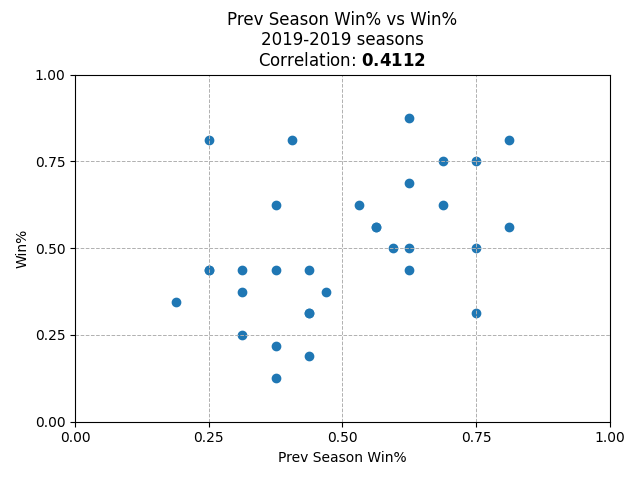 Prev Season Win% vs Win%
2019-2019 seasons
Correlation: 0.4112
1.00
0.75
0.50
0.25
0.00
Win%
0.00 0.25 0.50 0.75 1.00
Prev Season Win%